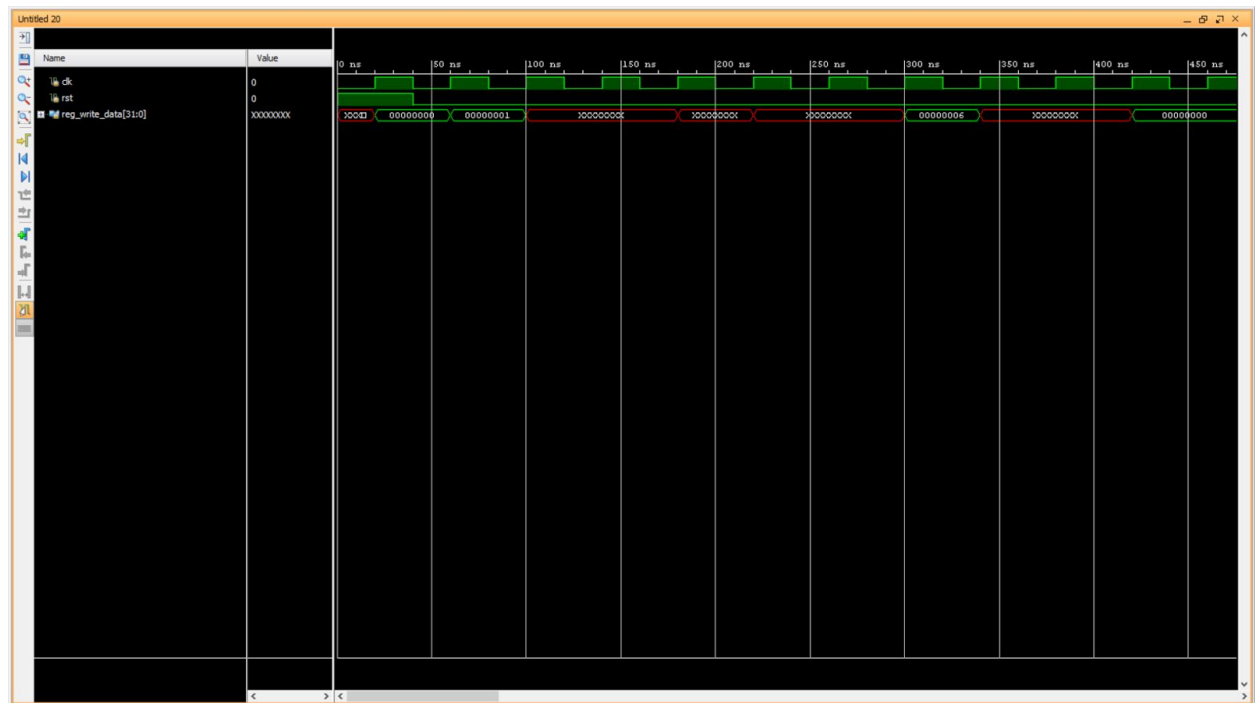 Untitled 20
Name Value
0 ns 50 ns 100 ns 150 ns 200 ns 250 ns 300 ns 350 ns 400 ns 450 ns
clk 0
rst 0
reg_write_data[31:0] XXXXXXXX 00000000 00000001 XXXXXXXX XXXXXXXX XXXXXXXX 00000006 XXXXXXXX 00000000